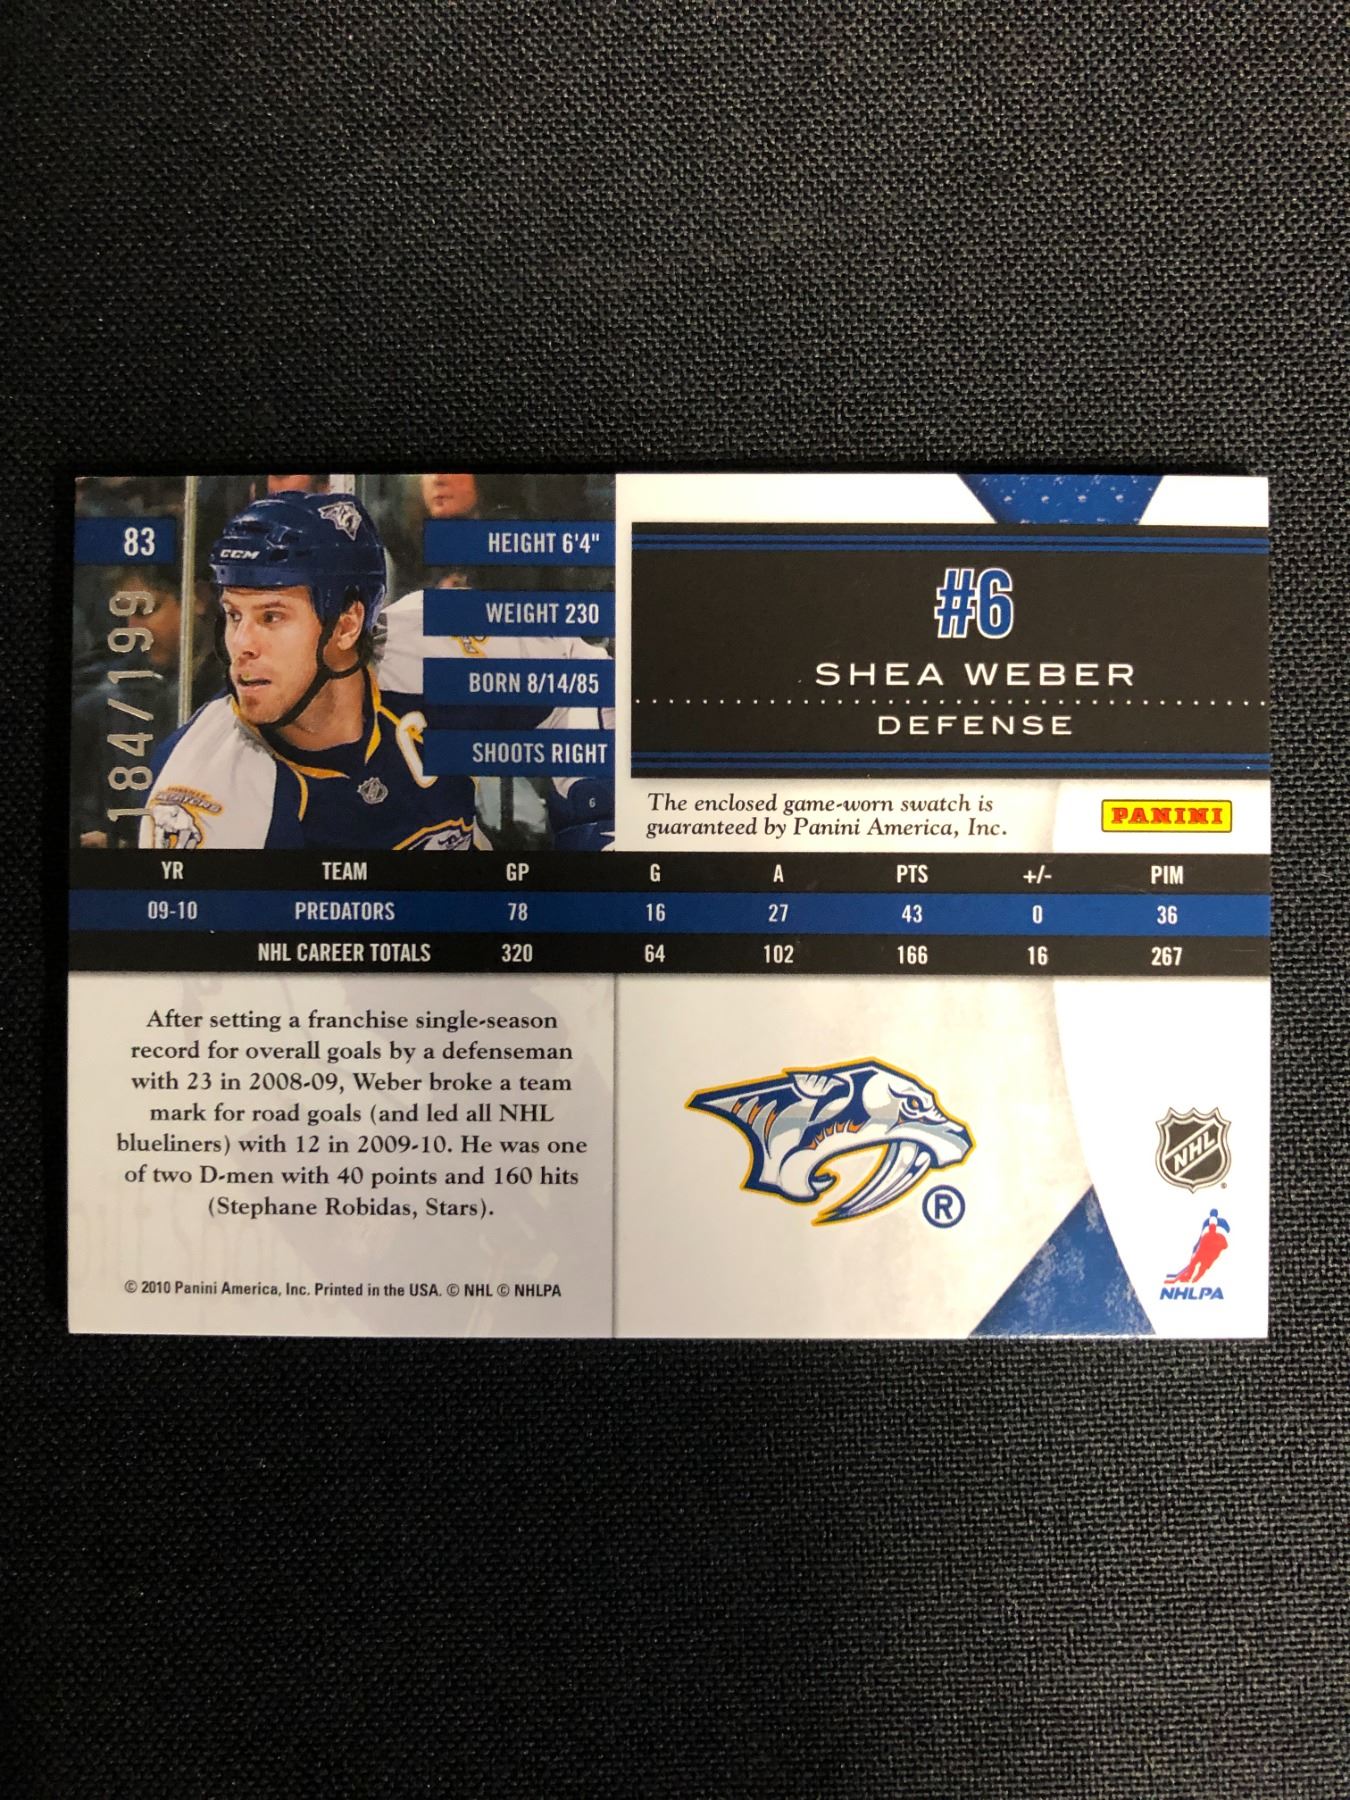 83
184/199
CCM
HEIGHT 6'4"
WEIGHT 230
BORN 8/14/85
SHOOTS RIGHT
6
#6
SHEA WEBER
DEFENSE
The enclosed game-worn swatch is
guaranteed by Panini America, Inc.
PANINI
YR TEAM GP G A PTS +/- PIM
09-10 PREDATORS 78 16 27 43 0 36
NHL CAREER TOTALS 320 64 102 166 16 267
After setting a franchise single-season
record for overall goals by a defenseman
with 23 in 2008-09, Weber broke a team
mark for road goals (and led all NHL
blueliners) with 12 in 2009-10. He was one
of two D-men with 40 points and 160 hits
(Stephane Robidas, Stars).
© 2010 Panini America, Inc. Printed in the USA. © NHL © NHLPA
®
NHL
NHLPA